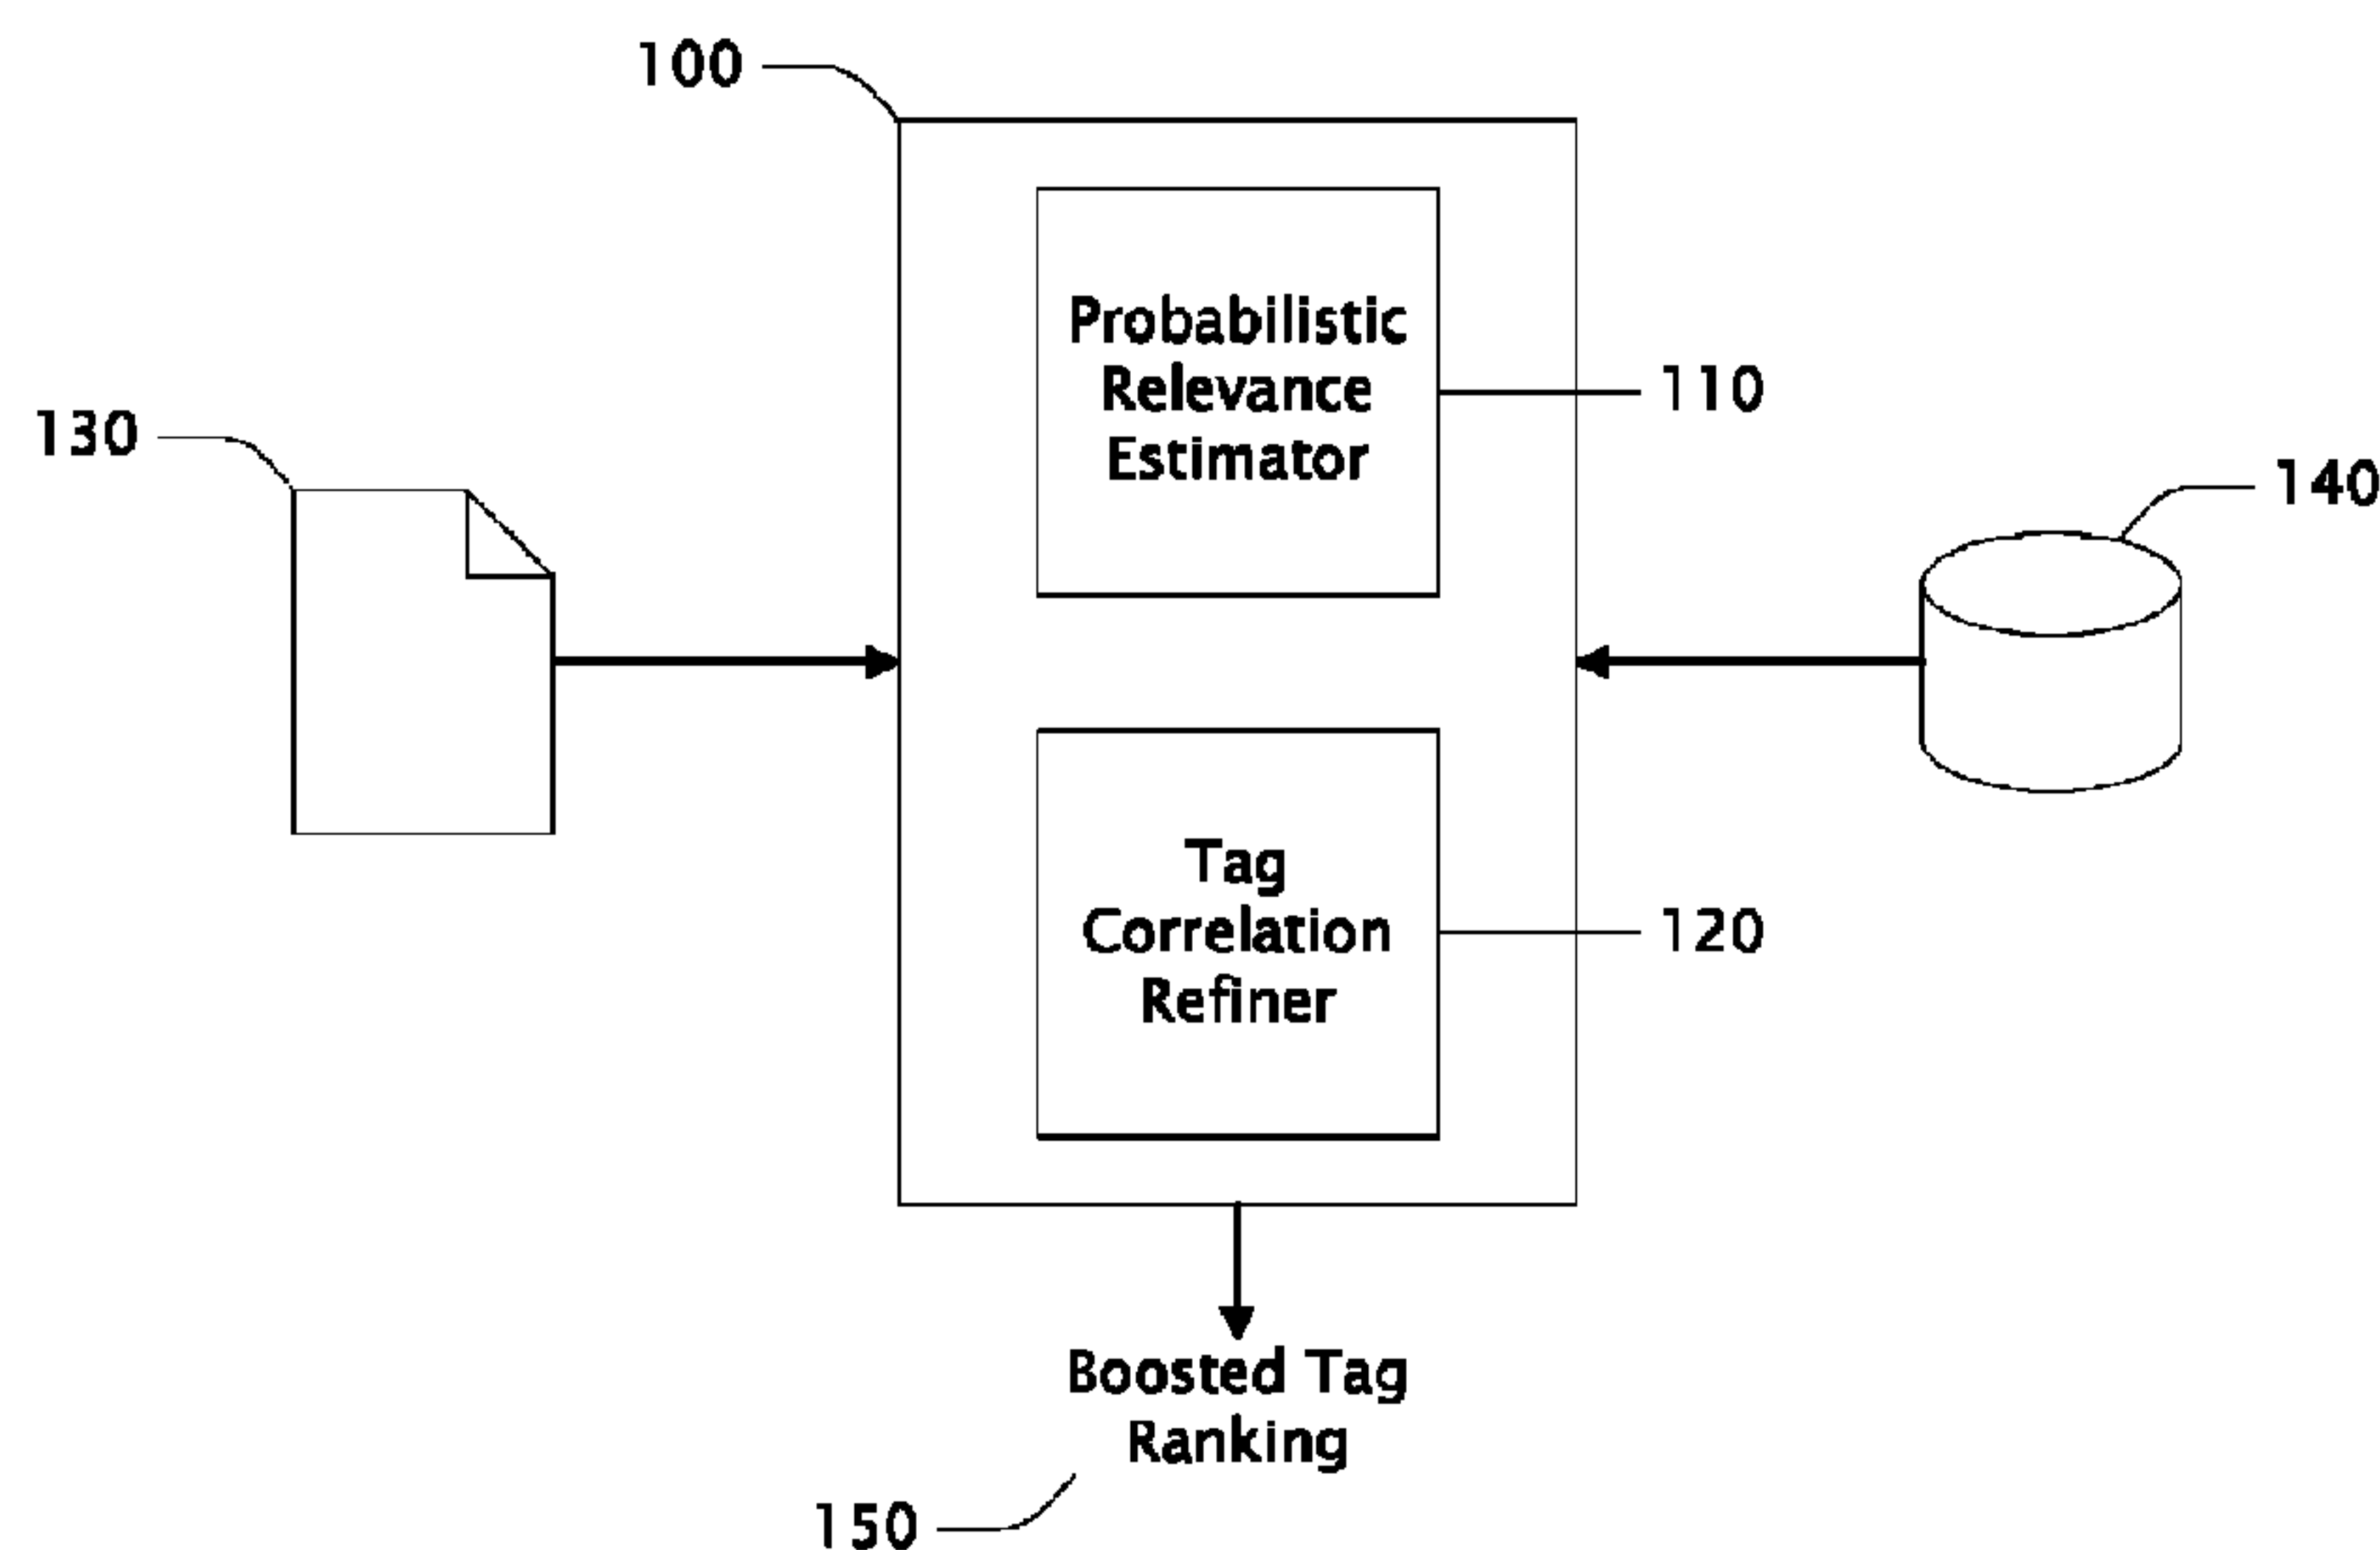 100
Probabilistic
Relevance
Estimator
110
130
140
Tag
Correlation
Refiner
120
Boosted Tag
Ranking
150